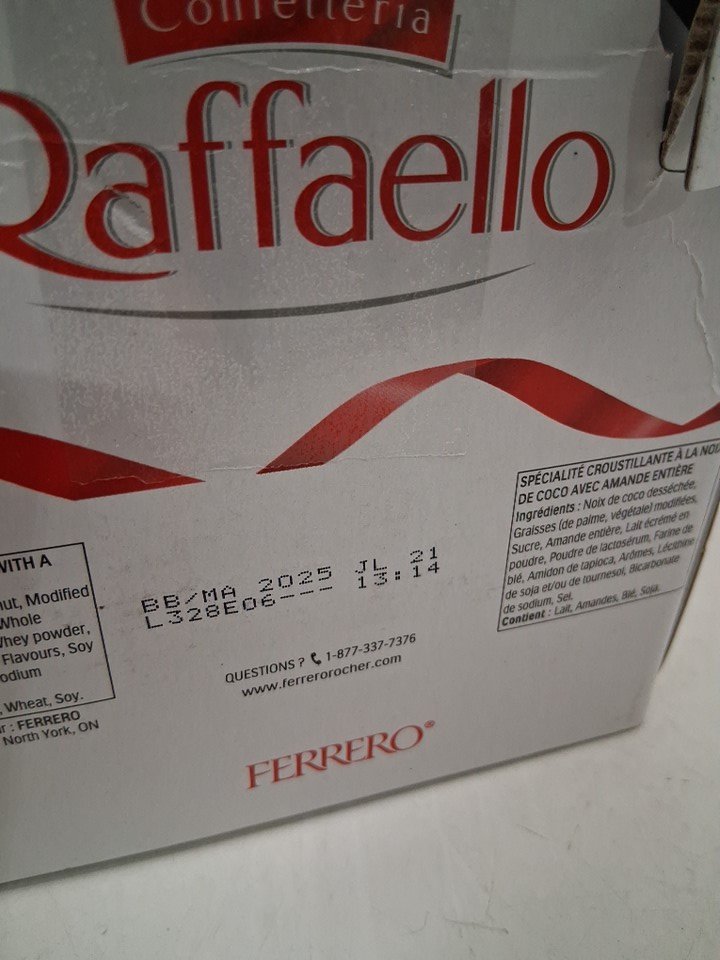 Confetteria
Raffaello
WITH A
Modified
Whole
Whey powder,
Flavours, Soy
Wheat, Soy.
FERRERO
North York, ON
BB/MA 2025 JL 21
L328E06--- 13:14
QUESTIONS ? 1-877-337-7376
www.ferrerorocher.com
FERRERO®
SPÉCIALITÉ CROUSTILLANTE À LA
DE COCO AVEC AMANDE ENTIÈRE
Ingrédients : Noix de coco desséchée,
Graisses (de palme, végétale) modifiées,
Sucre, Amande entière, Lait écrémé en
poudre, Poudre de lactosérum, Farine de
blé, Amidon de tapioca, Arômes, Lécithine
de soja et/ou de tournesol, Bicarbonate
de sodium, Sel.
Contient : Lait, Amandes, Blé, Soja.